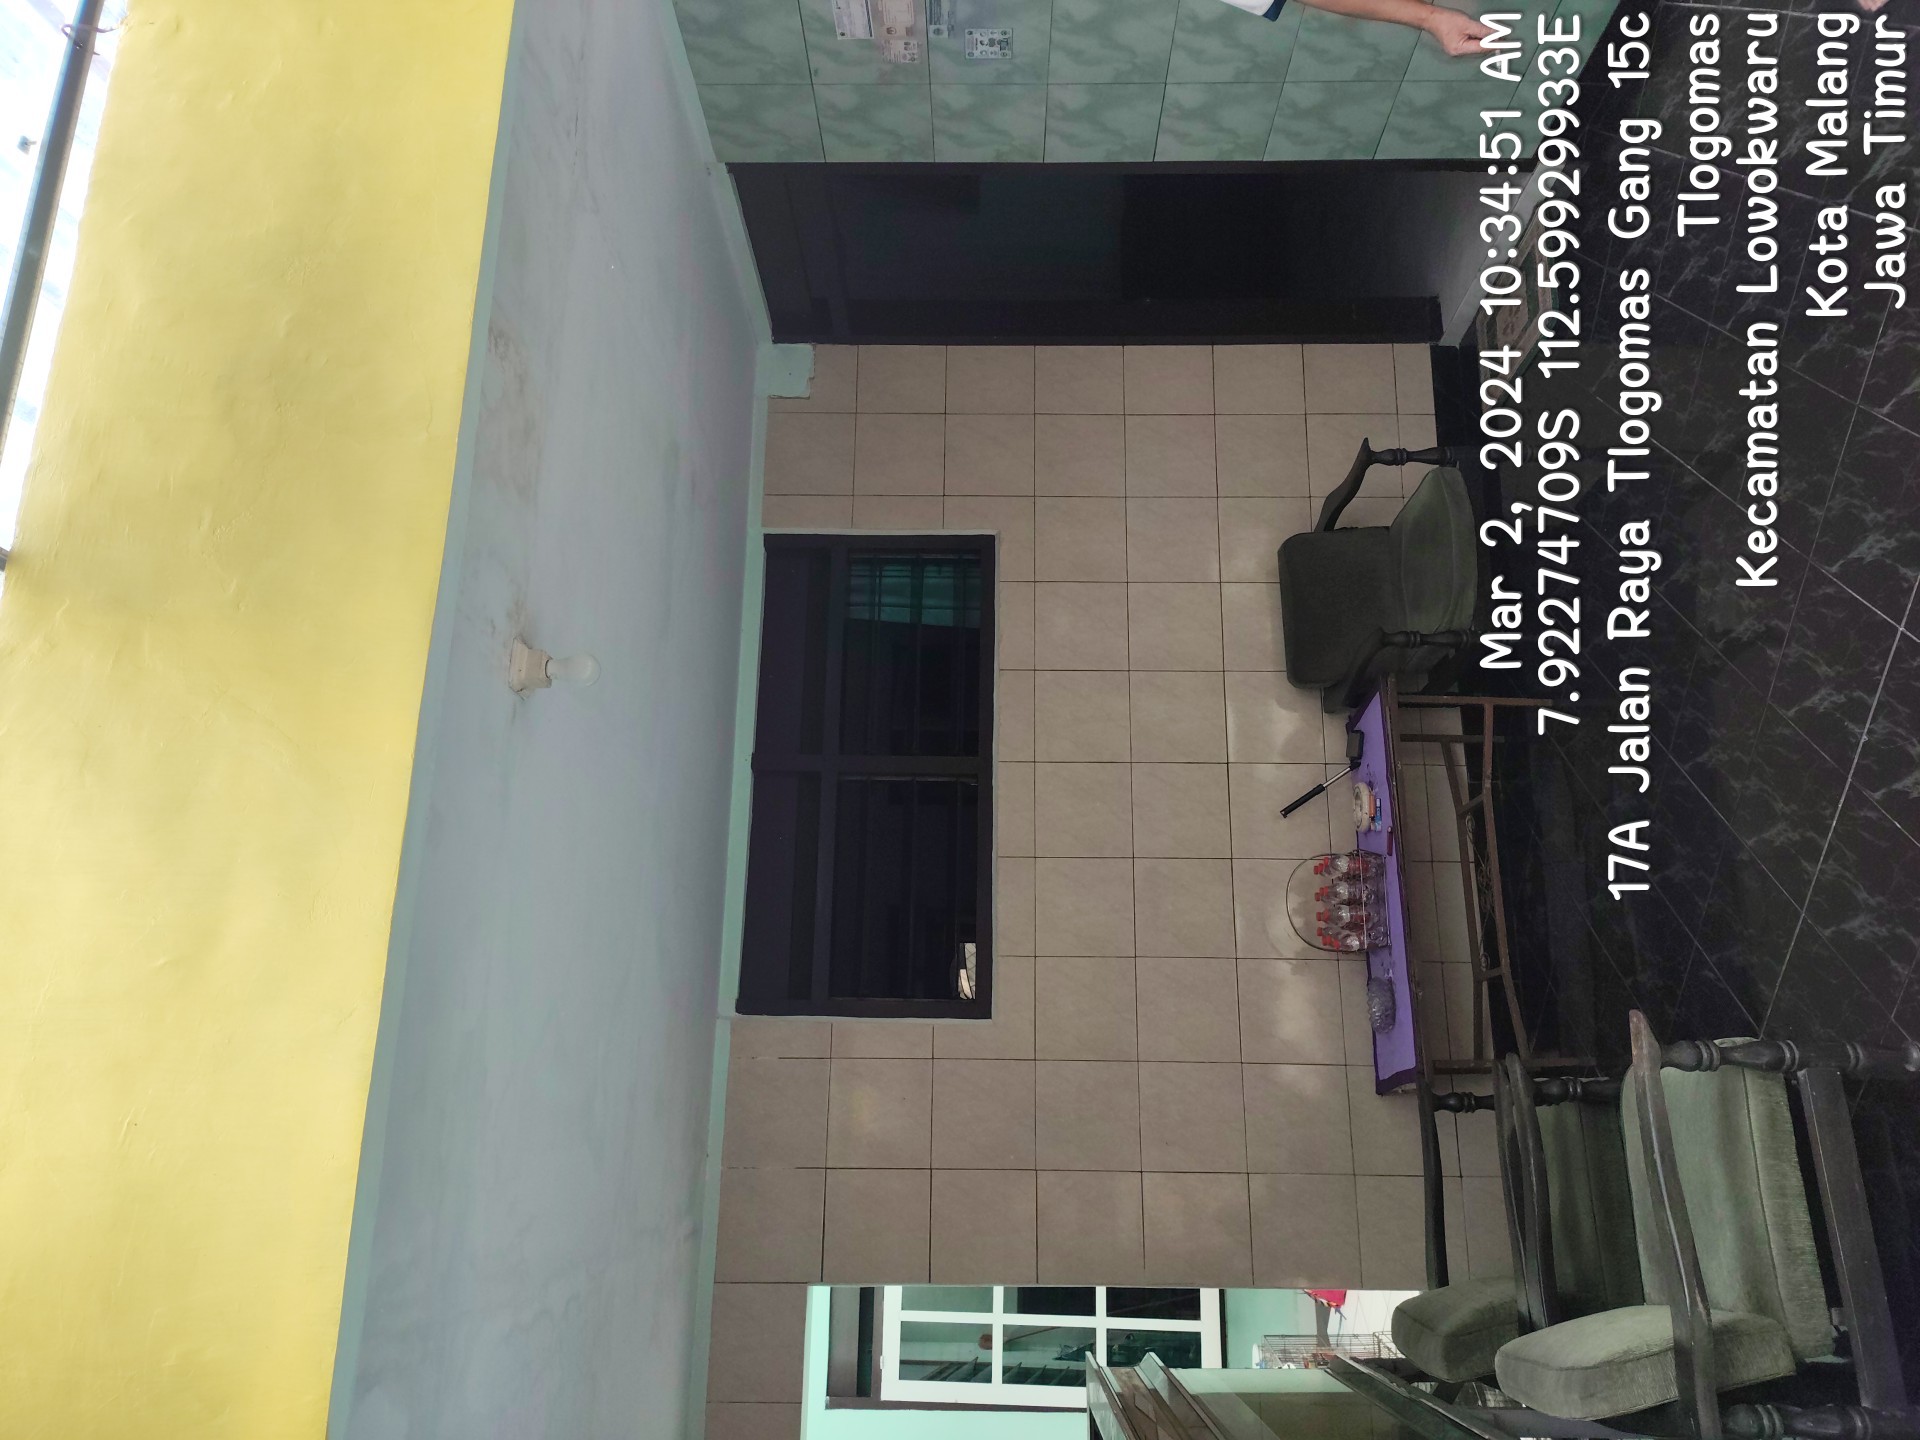 Mar 2, 2024 10:34:51 AM
7.92274709S 112.59929933E
17A Jalan Raya Tlogomas Gang 15c
Tlogomas
Kecamatan Lowokwaru
Kota Malang
Jawa Timur